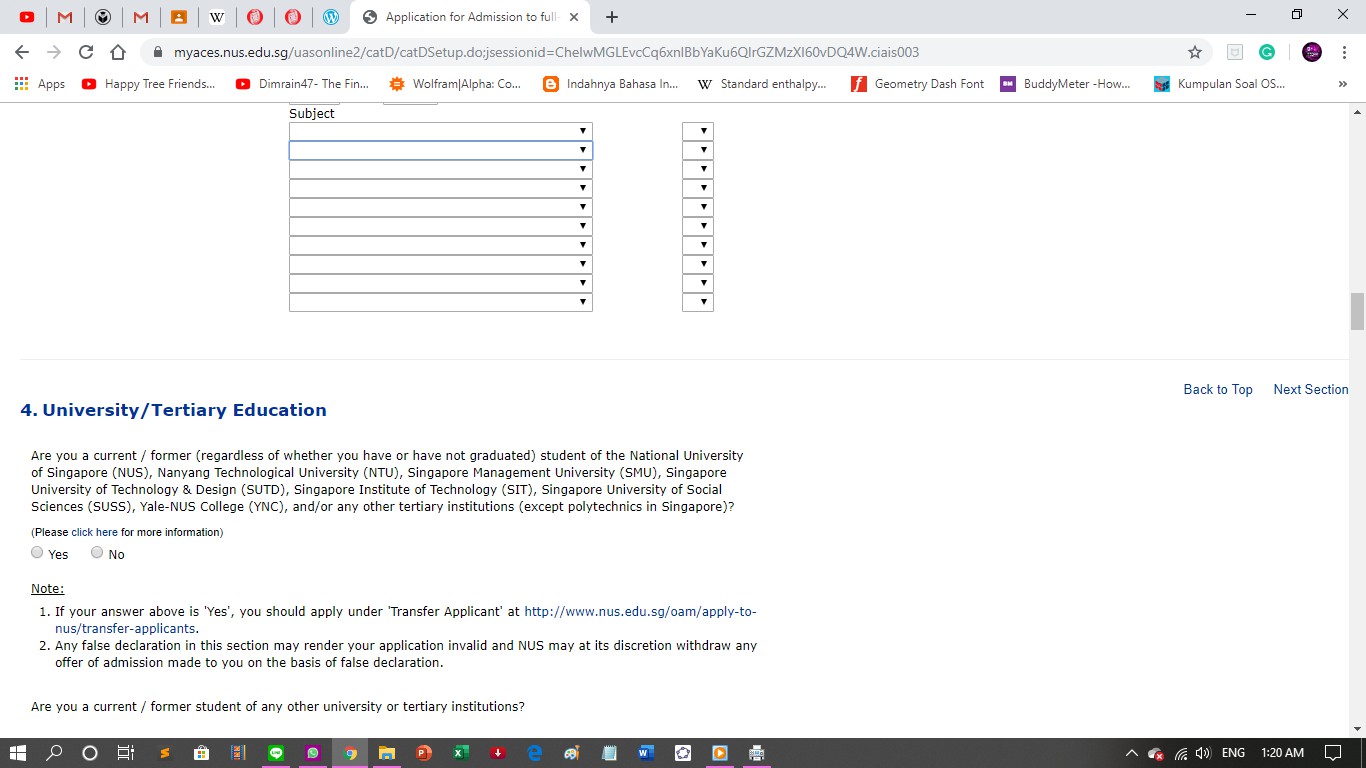 Application for Admission to full-
myaces.nus.edu.sg/uasonline2/catD/catDSetup.do;jsessionid=CheIwMGLEvcCq6xnlBbYaKu6QIrGZMzXI60vDQ4W.ciais003
Apps Happy Tree Friends... Dimrain47- The Fin... Wolfram|Alpha: Co... Indahnya Bahasa In... W Standard enthalpy... Geometry Dash Font BM BuddyMeter -How... Kumpulan Soal OS... »
Subject
Back to Top Next Section
4. University/Tertiary Education
Are you a current / former (regardless of whether you have or have not graduated) student of the National University
of Singapore (NUS), Nanyang Technological University (NTU), Singapore Management University (SMU), Singapore
University of Technology & Design (SUTD), Singapore Institute of Technology (SIT), Singapore University of Social
Sciences (SUSS), Yale-NUS College (YNC), and/or any other tertiary institutions (except polytechnics in Singapore)?
(Please click here for more information)
Yes No
Note:
1. If your answer above is 'Yes', you should apply under 'Transfer Applicant' at http://www.nus.edu.sg/oam/apply-to-
nus/transfer-applicants.
2. Any false declaration in this section may render your application invalid and NUS may at its discretion withdraw any
offer of admission made to you on the basis of false declaration.
Are you a current / former student of any other university or tertiary institutions?
ENG 1:20 AM